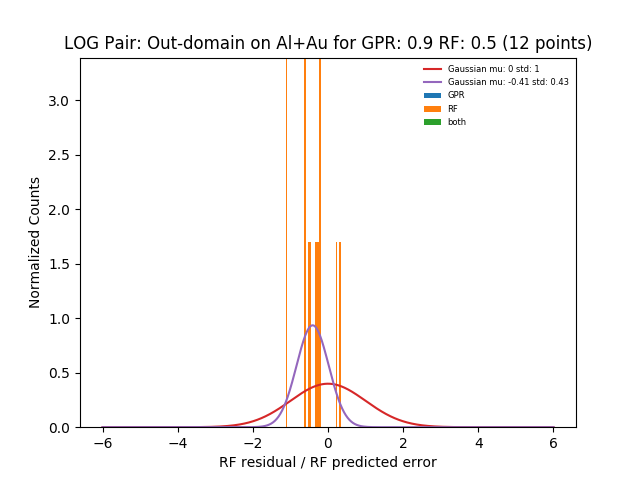 LOG Pair: Out-domain on Al+Au for GPR: 0.9 RF: 0.5 (12 points)
Gaussian mu: 0 std: 1
Gaussian mu: -0.41 std: 0.43
GPR
RF
both
Normalized Counts
3.0
2.5
2.0
1.5
1.0
0.5
0.0
−6 −4 −2 0 2 4 6
RF residual / RF predicted error